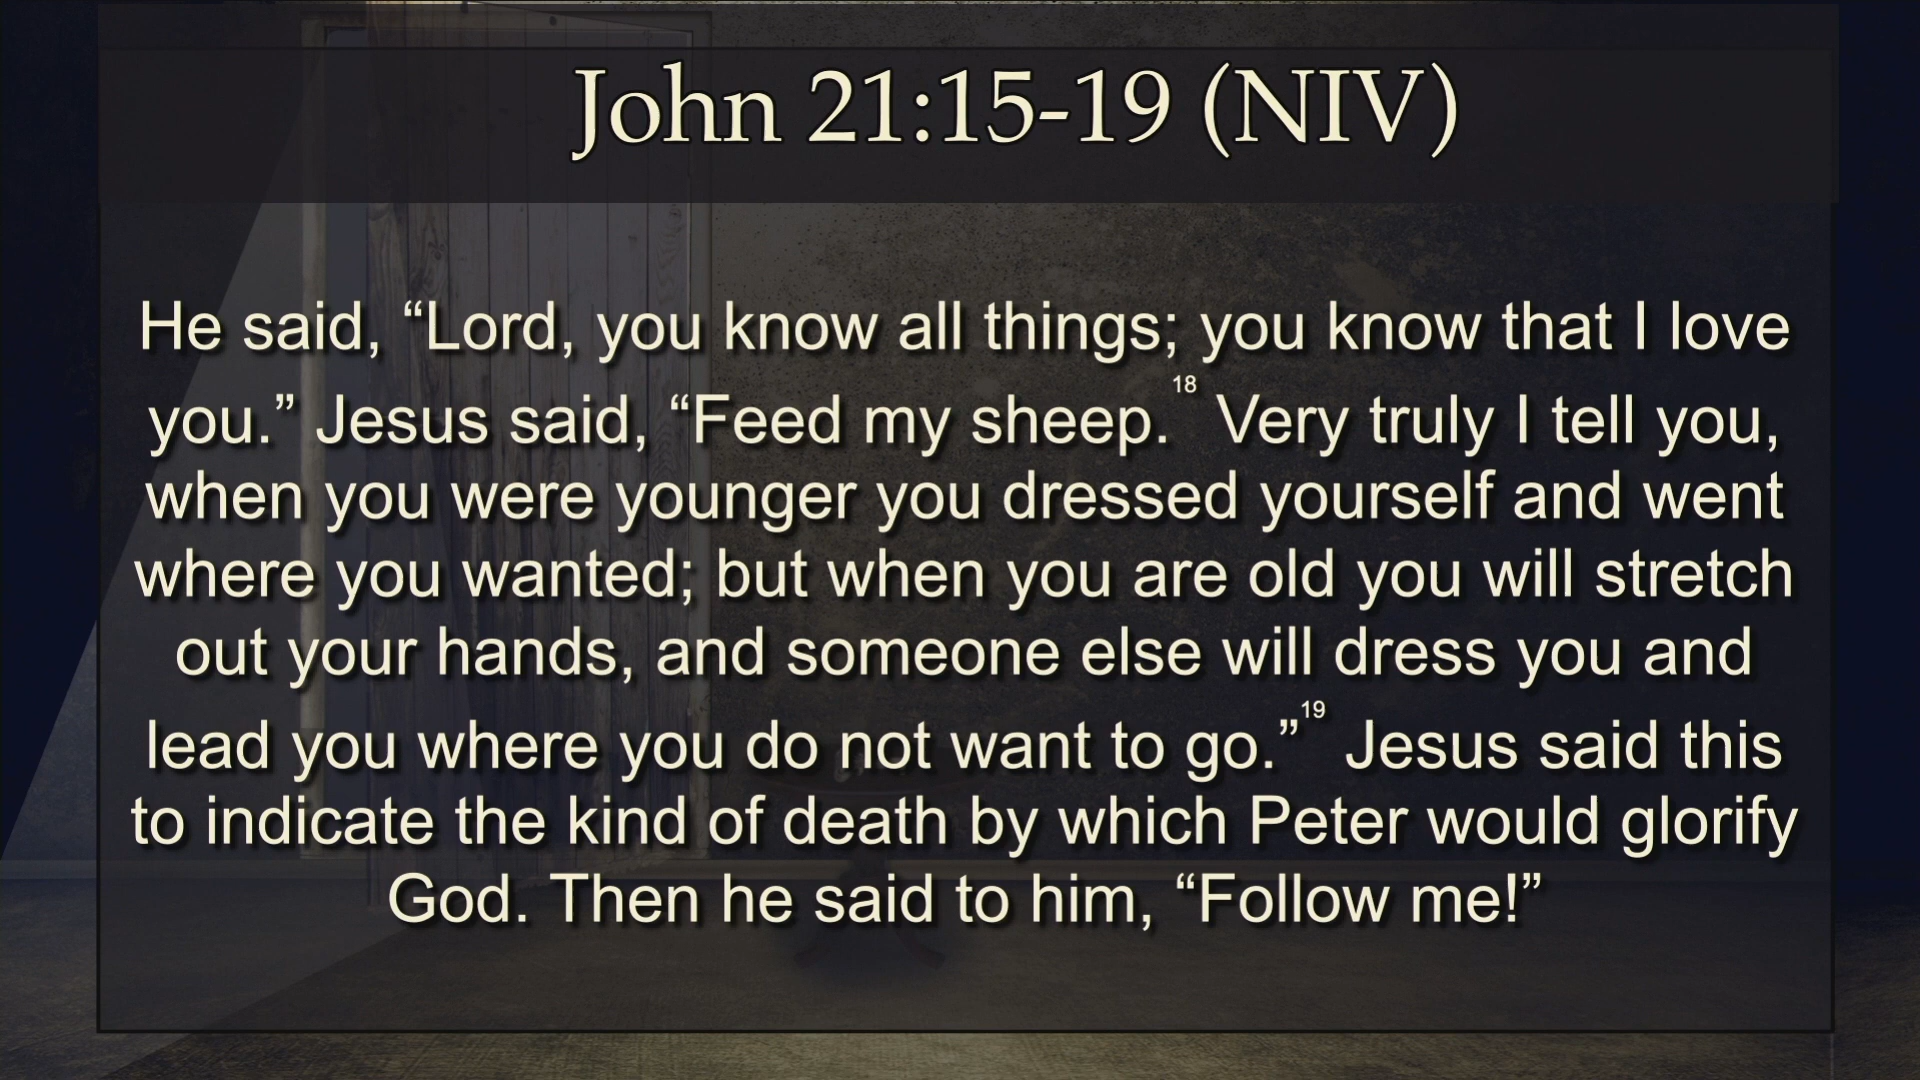 John 21:15-19 (NIV)
He said, “Lord, you know all things; you know that I love
you.” Jesus said, “Feed my sheep. 18 Very truly I tell you,
when you were younger you dressed yourself and went
where you wanted; but when you are old you will stretch
out your hands, and someone else will dress you and
lead you where you do not want to go.”19 Jesus said this
to indicate the kind of death by which Peter would glorify
God. Then he said to him, “Follow me!”